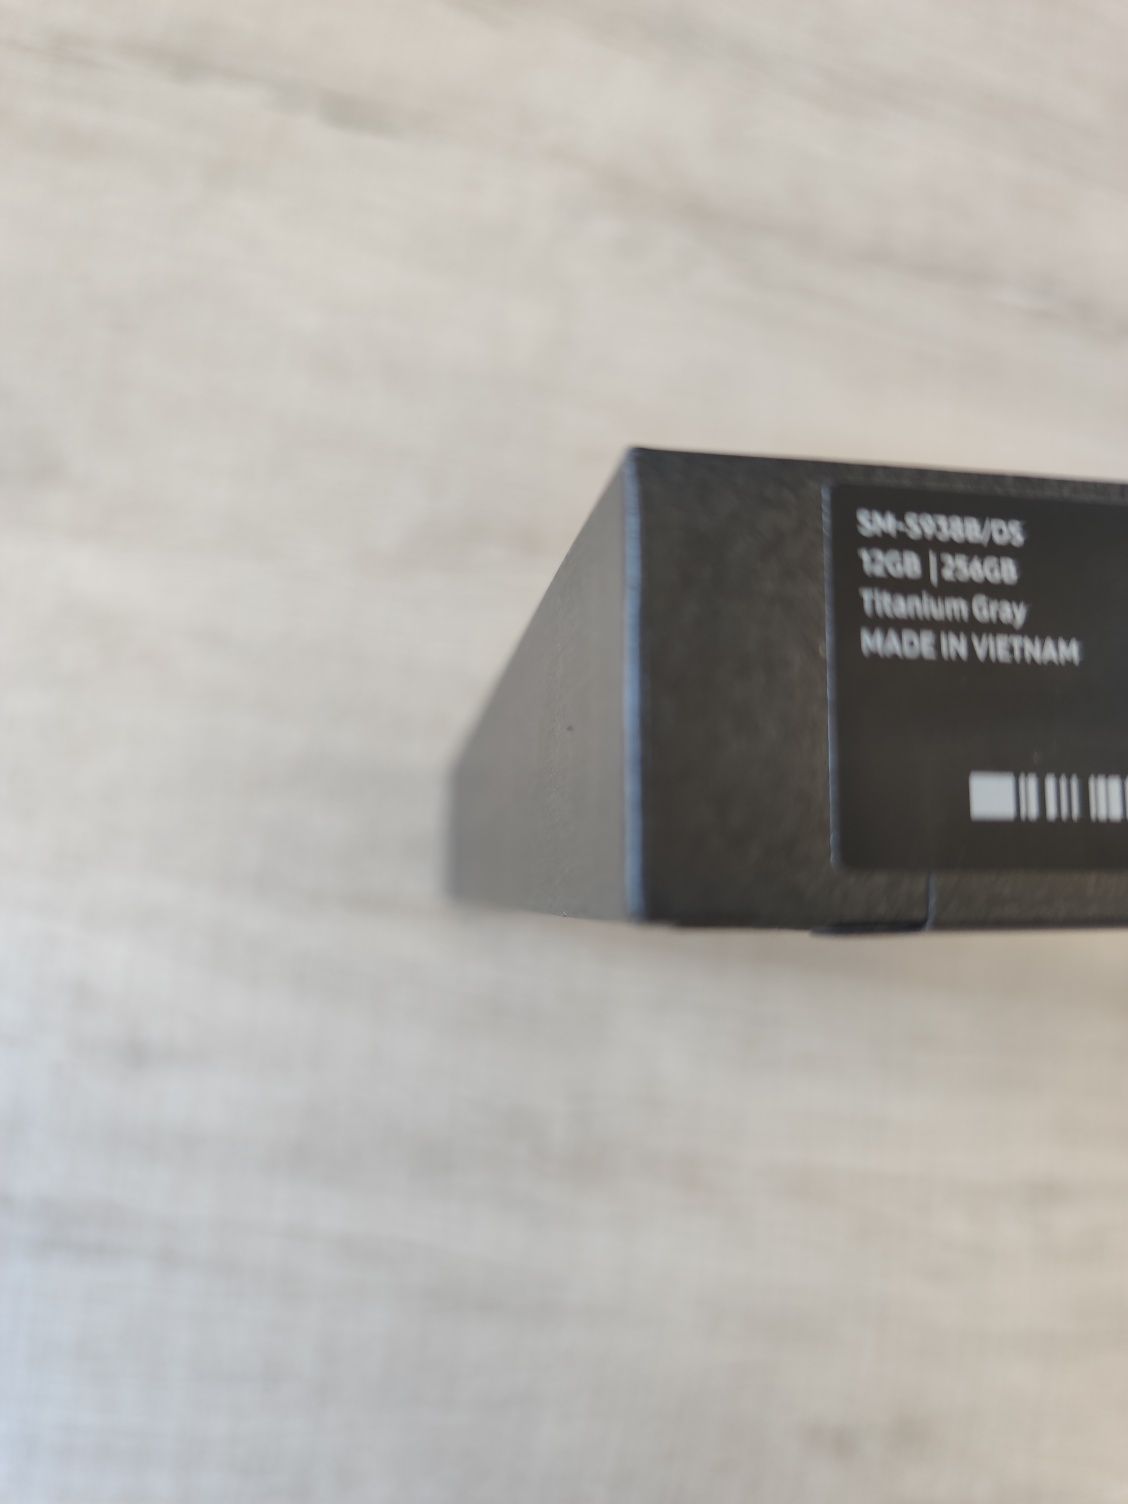 SM-S938B/DS
12GB | 256GB
Titanium Gray
MADE IN VIETNAM